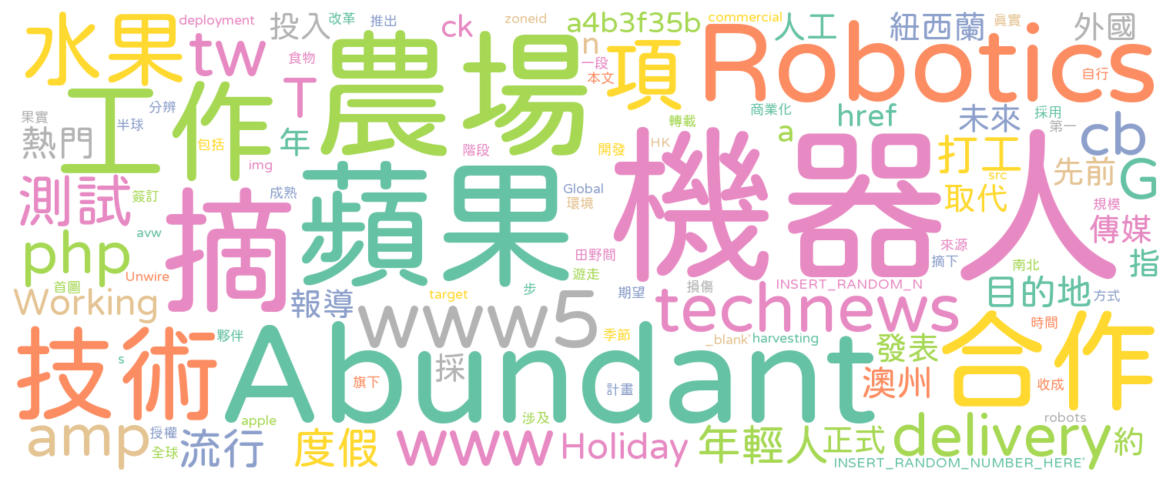 deployment 改革 推出 zoneid commercial 真實
水果 tw 投入 ck a4b3f35b 人工 紐西蘭 外國
食物 農場 n 一段 項 Robotics 自行
工作 T 本文
果實 分辨 半球 年 轉載 商業化 href 未來 採用 第一 cb
熱門 包括 階段 開發 HK a 打工 先前
img 蘋果 機器人 src G
測試 簽訂 摘 成熟 Global 環境 取代 規模 傳媒
php avw 田野間 來源 摘下 南北 指
首圖 Unwire 步 遊走 期望 損傷 INSERT_RANDOM_N 目的地 方式
Working 報導 target www5 technews
技術 夥伴 Abundant 季節 _blank' harvesting 發表 合作 時間
s 採 旗下 計畫 澳州 收成
amp 授權 全球 apple 涉及 robots
流行 度假 www Holiday 年輕人 正式 delivery 約
INSERT_RANDOM_NUMBER_HERE'